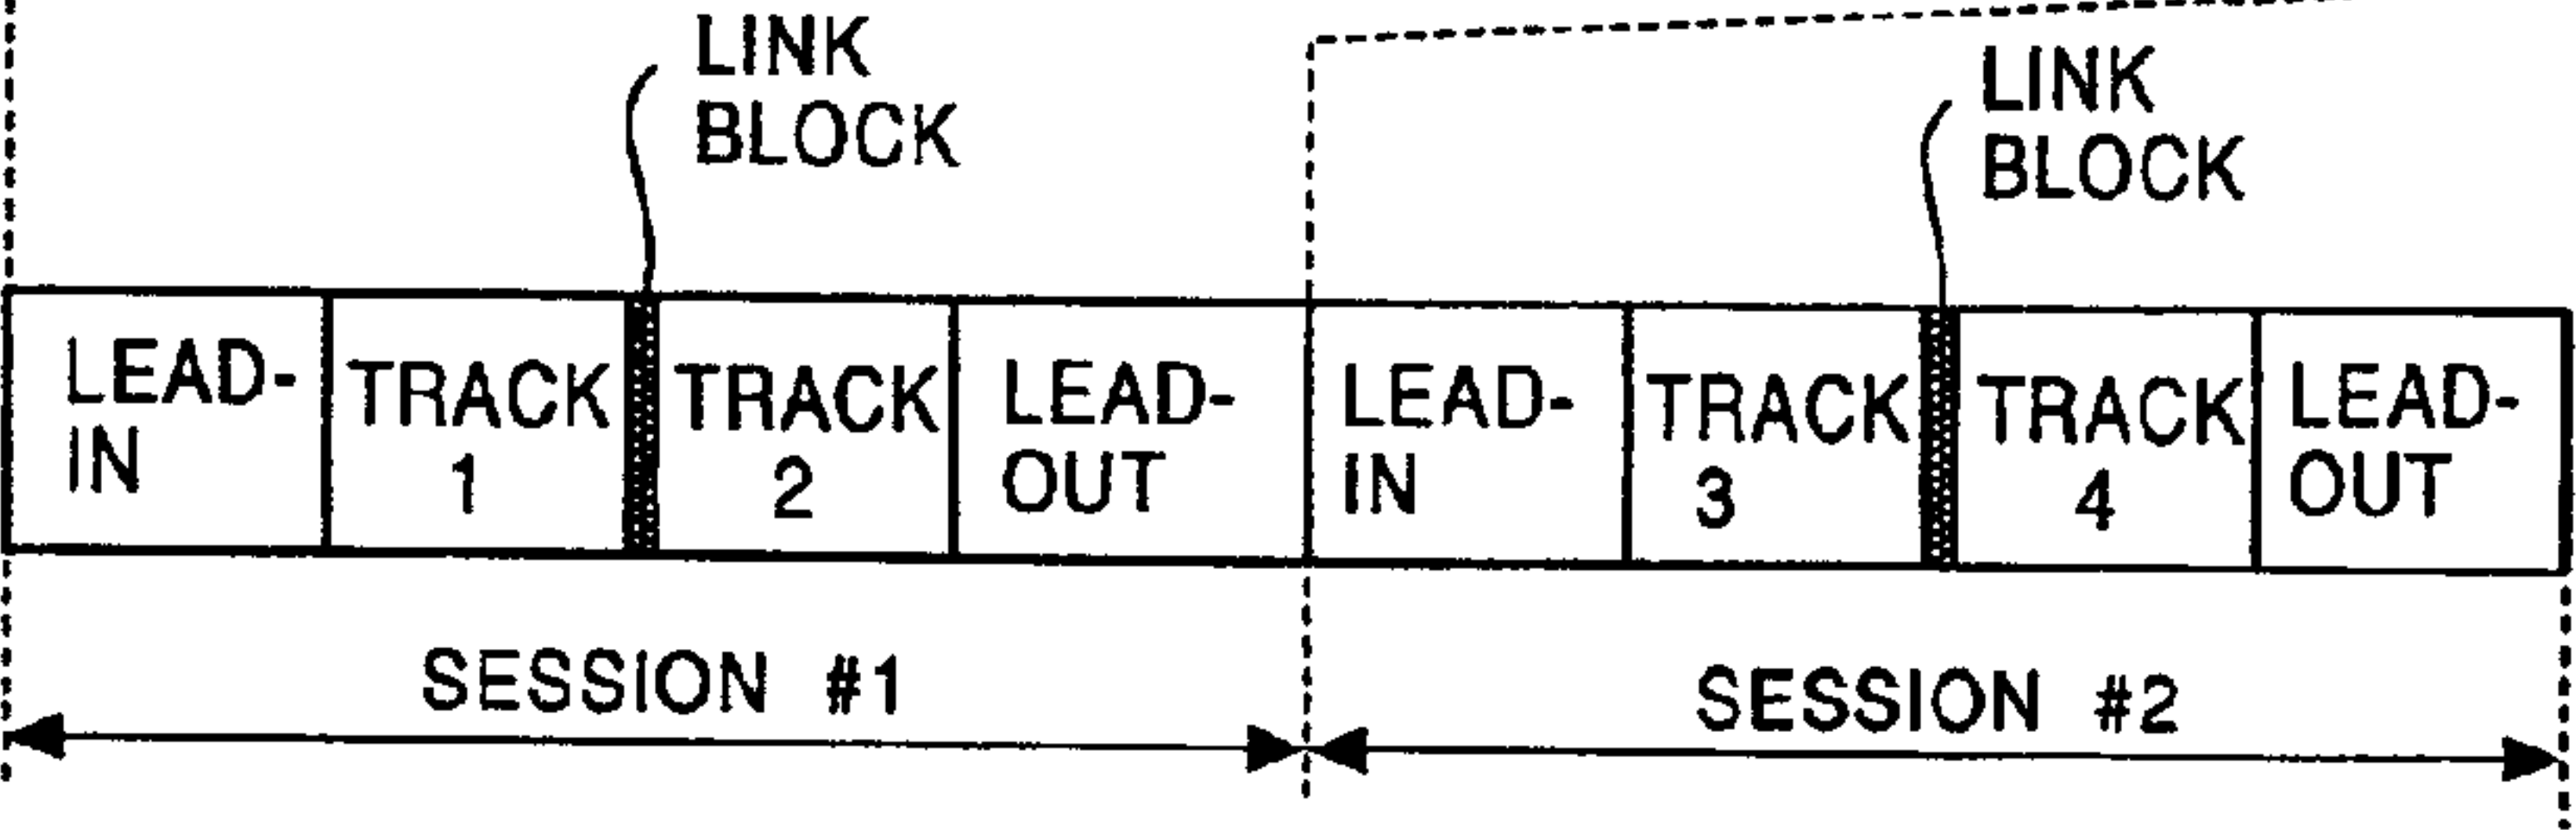 LINK
BLOCK
LINK
BLOCK
LEAD-
IN
TRACK
1
TRACK
2
LEAD-
OUT
LEAD-
IN
TRACK
3
TRACK
4
LEAD-
OUT
SESSION #1
SESSION #2